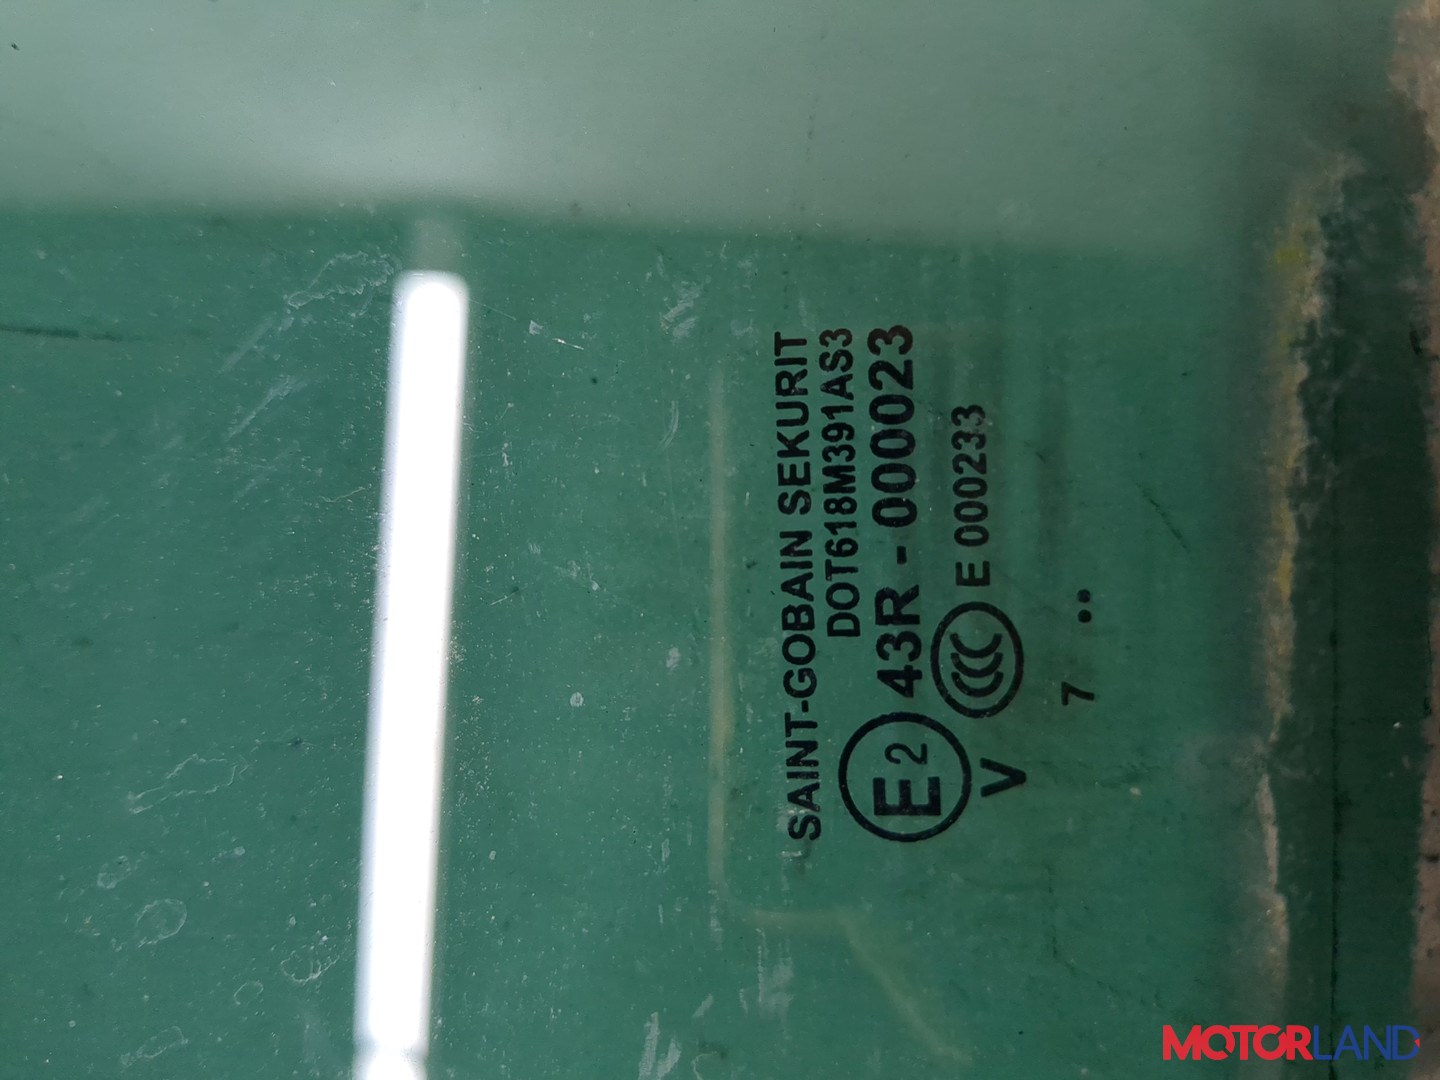 SAINT-GOBAIN SEKURIT
DOT618M391AS3
E2 43R - 000023
V CCC E 000233
7 ..
MOTORLAND